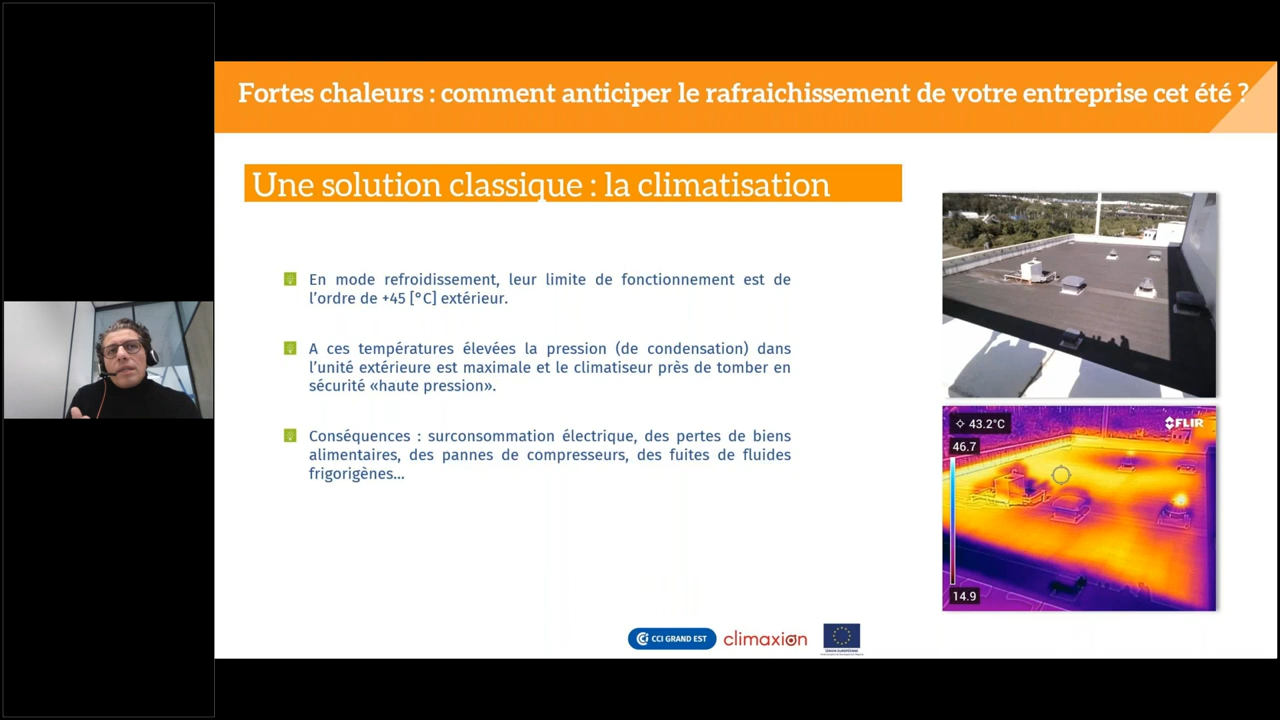 Fortes chaleurs : comment anticiper le rafraichissement de votre entreprise cet été ?
Une solution classique : la climatisation
En mode refroidissement, leur limite de fonctionnement est de
l’ordre de +45 [°C] extérieur.
A ces températures élevées la pression (de condensation) dans
l’unité extérieure est maximale et le climatiseur près de tomber en
sécurité «haute pression».
Conséquences : surconsommation électrique, des pertes de biens
alimentaires, des pannes de compresseurs, des fuites de fluides
frigorigènes...
43.2°C
FLIR
46.7
14.9
CCI GRAND EST
climaxion
UNION EUROPÉENNE